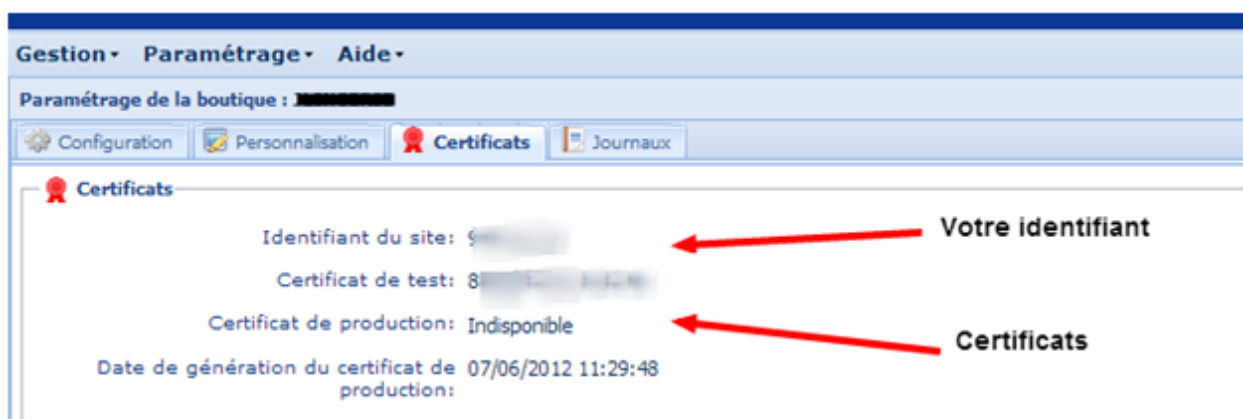 Gestion Paramétrage Aide
Paramétrage de la boutique :
Configuration Personnalisation Certificats Journaux
Certificats
Identifiant du site: 9
Votre identifiant
Certificat de test: 8
Certificat de production: Indisponible
Certificats
Date de génération du certificat de 07/06/2012 11:29:48
production: